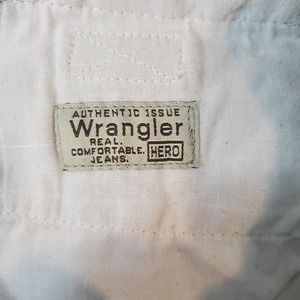 AUTHENTIC ISSUE
Wrangler
REAL.
COMFORTABLE.
JEANS. HERO